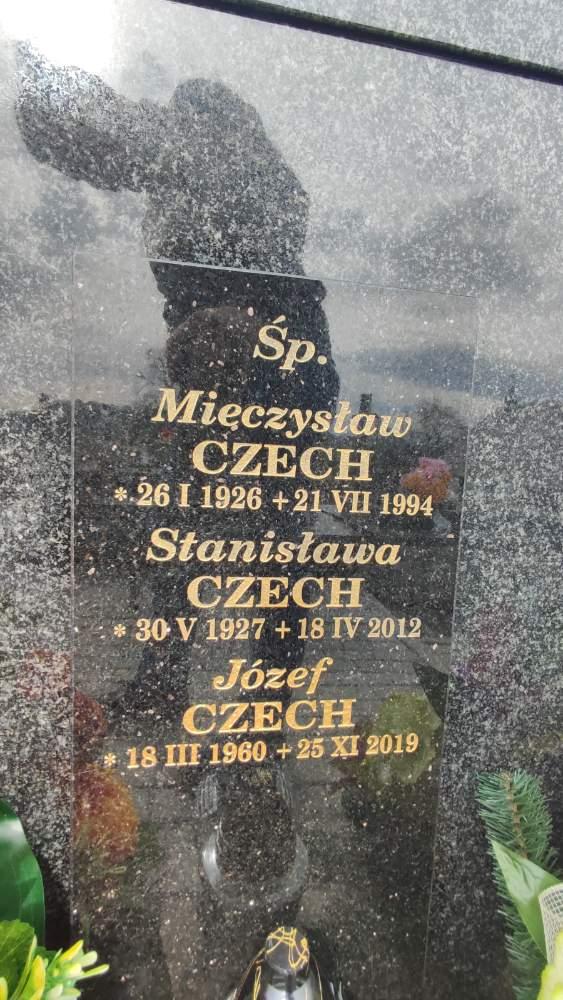 Śp.
Mieczysław
CZECH
* 26 I 1926 + 21 VII 1994
Stanisława
CZECH
* 30 V 1927 + 18 IV 2012
Józef
CZECH
* 18 III 1960 + 25 XI 2019